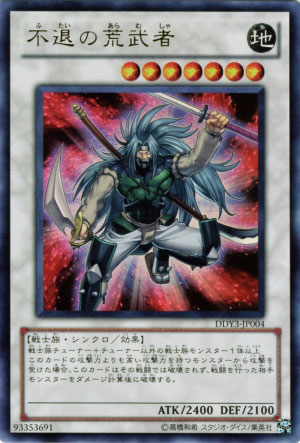 不退の荒武者
ふたい あらむしゃ
地
DDY3-JP004
【戦士族・シンクロ/効果】
戦士族チューナー+チューナー以外の戦士族モンスター1体以上
このカードの攻撃力よりも高い攻撃力を持つモンスターから攻撃
を受けた場合、このカードはその戦闘では破壊されず、戦闘を行った相手
モンスターをダメージ計算後に破壊する。
ATK/2400 DEF/2100
93353691
©高橋和希 スタジオ・ダイス/集英社